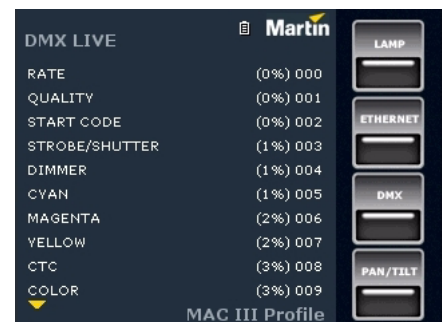 Martin
DMX LIVE
RATE (0%) 000
QUALITY (0%) 001
START CODE (0%) 002
STROBE/SHUTTER (1%) 003
DIMMER (1%) 004
CYAN (1%) 005
MAGENTA (2%) 006
YELLOW (2%) 007
CTC (3%) 008
COLOR (3%) 009
MAC III Profile
LAMP
ETHERNET
DMX
PAN/TILT